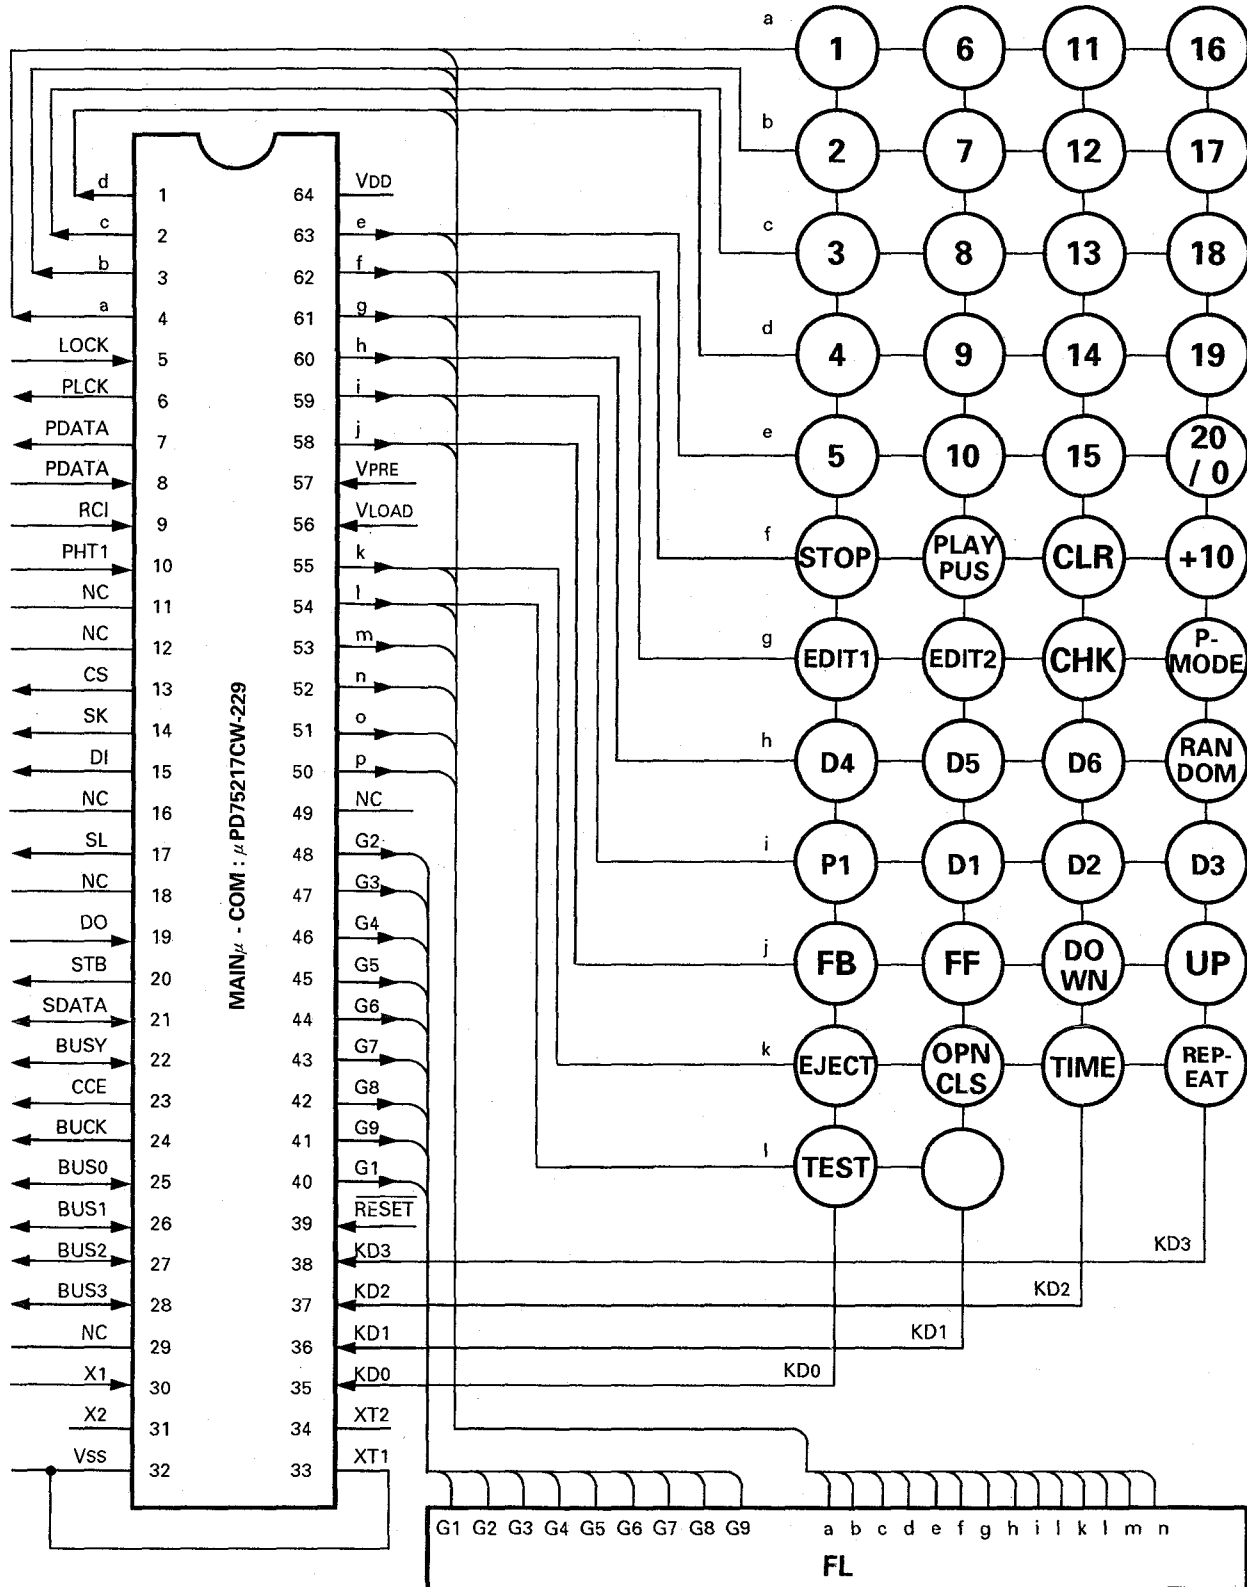 a 1 6 11 16
b 2 7 12 17
c 3 8 13 18
d 4 9 14 19
e 5 10 15 20 / 0
f STOP PLAY PUS CLR +10
g EDIT1 EDIT2 CHK P-MODE
h D4 D5 D6 RANDOM
i P1 D1 D2 D3
j FB FF DOWN UP
k EJECT OPN CLS TIME REP-EAT
l TEST
MAINμ - COM : μPD75217CW-229
d 1 64 VDD
c 2 63 e
b 3 62 f
a 4 61 g
LOCK 5 60 h
PLCK 6 59 i
PDATA 7 58 j
PDATA 8 57 VPRE
RCI 9 56 VLOAD
PHT1 10 55 k
NC 11 54 l
NC 12 53 m
CS 13 52 n
SK 14 51 o
DI 15 50 p
NC 16 49 NC
SL 17 48 G2
NC 18 47 G3
DO 19 46 G4
STB 20 45 G5
SDATA 21 44 G6
BUSY 22 43 G7
CCE 23 42 G8
BUCK 24 41 G9
BUS0 25 40 G1
BUS1 26 39 RESET
BUS2 27 38 KD3 KD3
BUS3 28 37 KD2 KD2
NC 29 36 KD1 KD1
X1 30 35 KD0 KD0
X2 31 34 XT2
Vss 32 33 XT1
G1 G2 G3 G4 G5 G6 G7 G8 G9 a b c d e f g h i l k l m n
FL